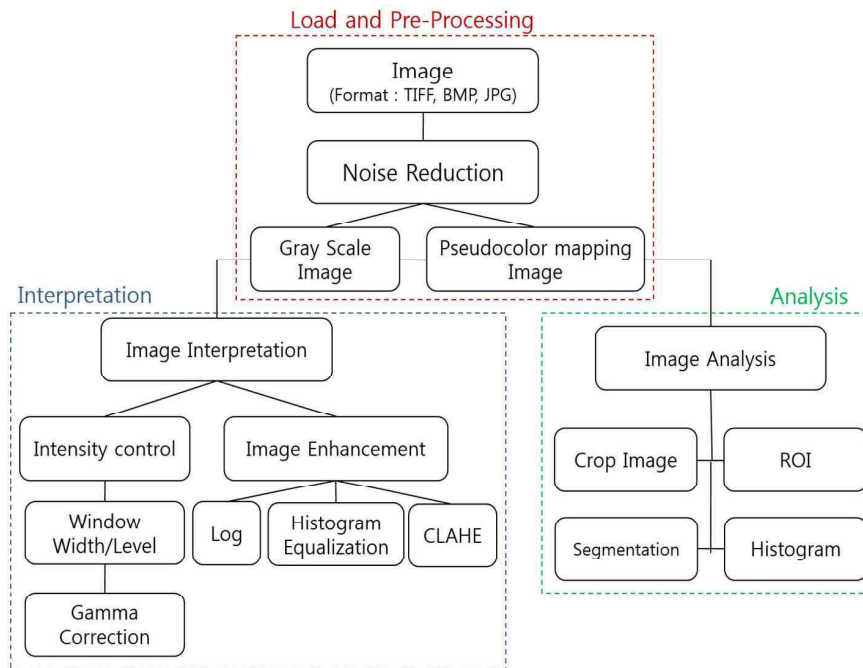 Load and Pre-Processing
Image
(Format : TIFF, BMP, JPG)
Noise Reduction
Gray Scale
Image
Pseudocolor mapping
Image
Interpretation
Image Interpretation
Intensity control
Image Enhancement
Window
Width/Level
Log
Histogram
Equalization
CLAHE
Gamma
Correction
Analysis
Image Analysis
Crop Image
ROI
Segmentation
Histogram